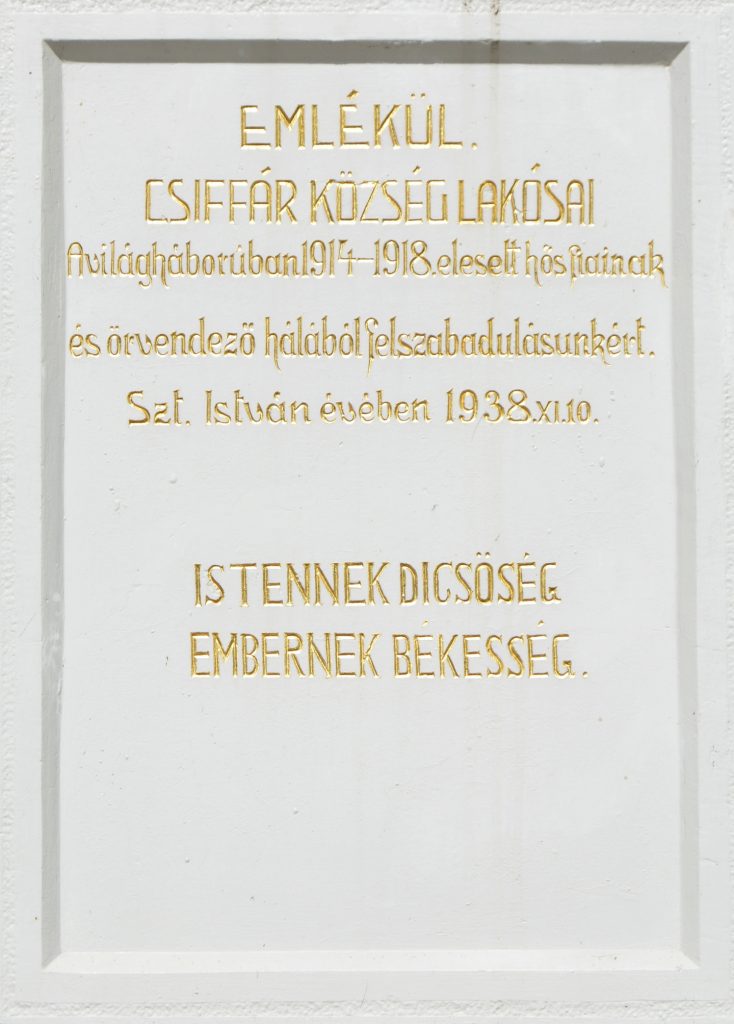 EMLÉKÜL.
CSIFFÁR KÖZSÉG LAKÓSAI
A világháborúban 1914-1918. elesett hős fiainak
és örvendező hálából felszabadulásunkért.
Szt. István évében 1938.XI.10.
ISTENNEK DICSÖSÉG
EMBERNEK BÉKESSÉG.